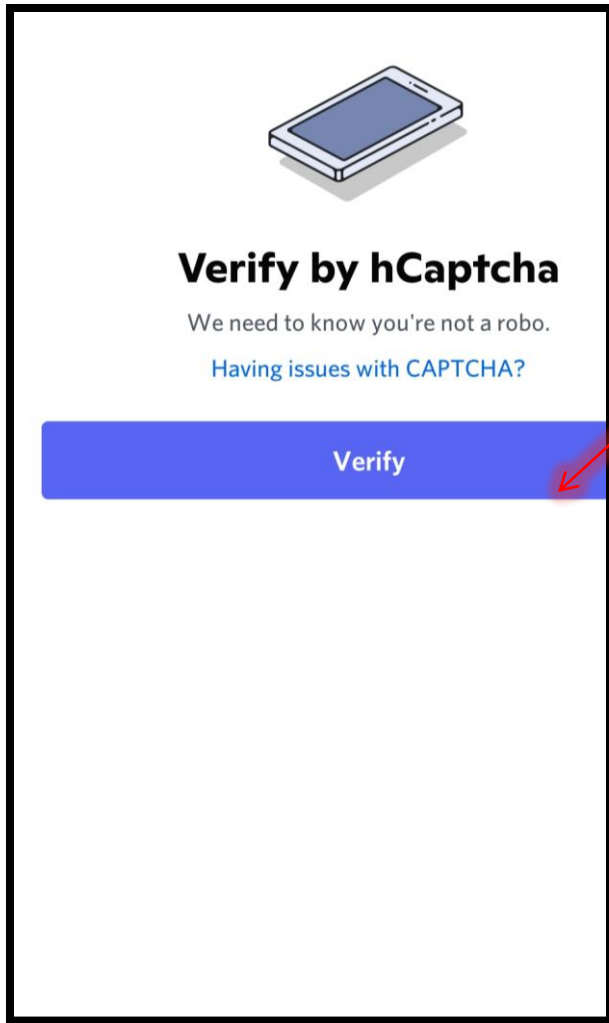 Verify by hCaptcha
We need to know you're not a robo.
Having issues with CAPTCHA?
Verify